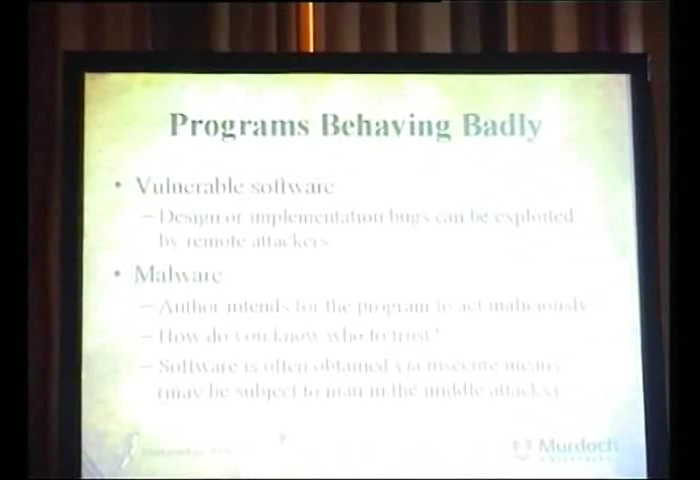 Programs Behaving Badly
• Vulnerable software
– Design or implementation bugs can be exploited
by remote attackers
• Malware
– Author intends for the program to act maliciously
– How do you know who to trust?
– Software is often obtained via insecure means
(may be subject to man in the middle attacks)
Murdoch
UNIVERSITY